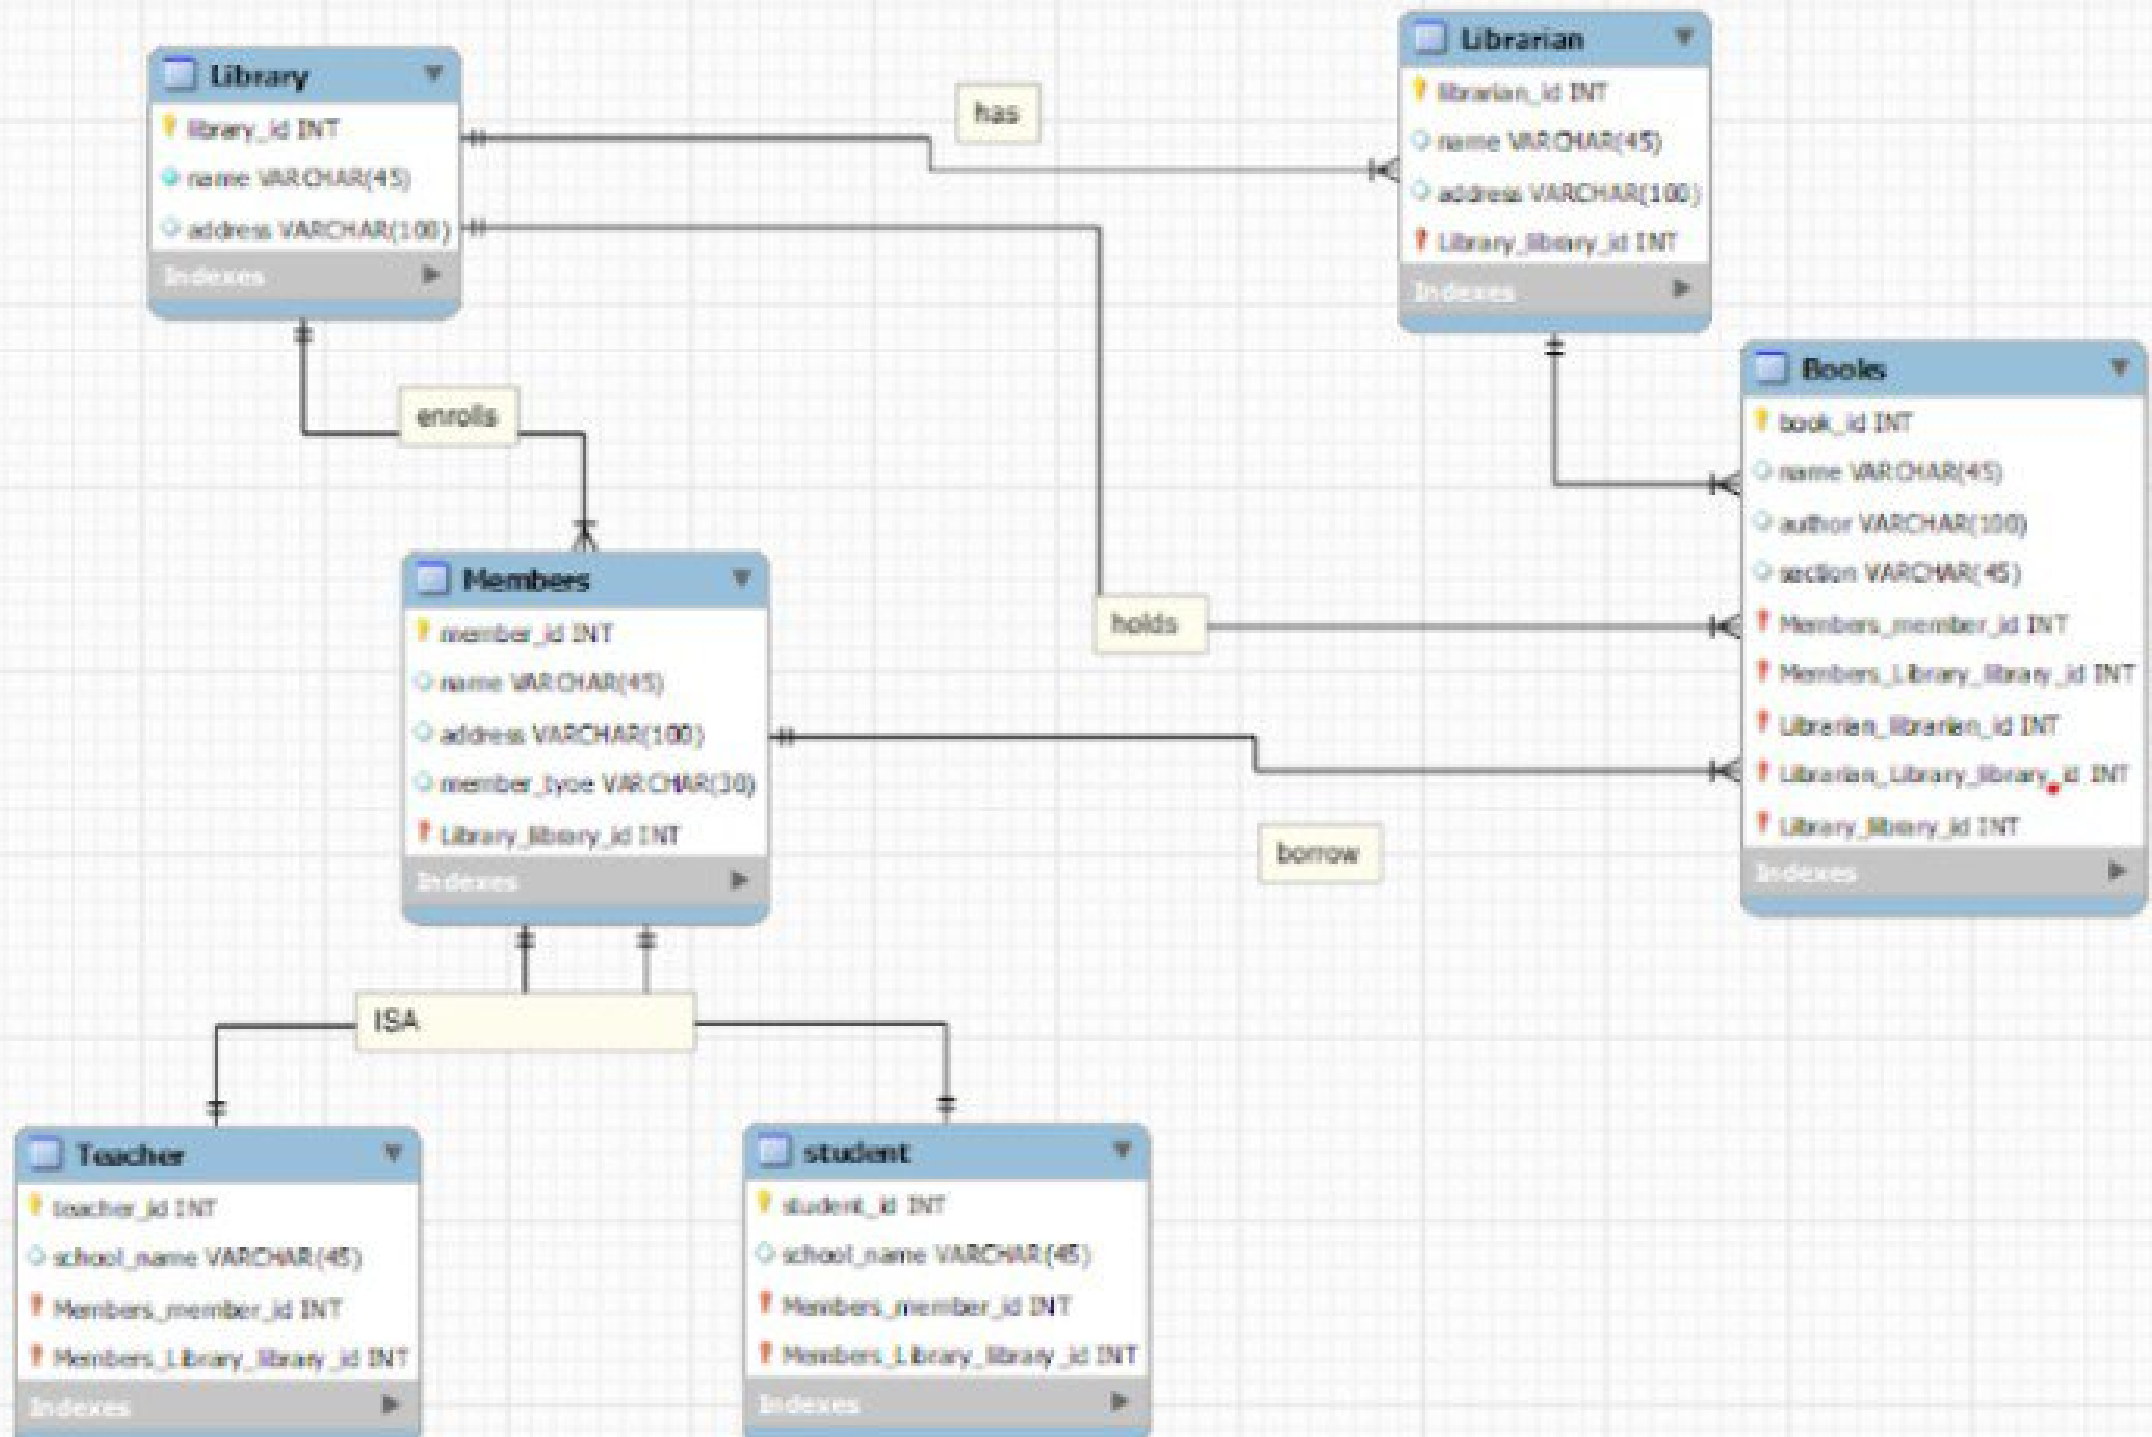 Library
library_id INT
name VARCHAR(45)
address VARCHAR(100)
Indexes
has
Librarian
librarian_id INT
name VARCHAR(45)
address VARCHAR(100)
Library_library_id INT
Indexes
enrolls
Books
book_id INT
name VARCHAR(45)
author VARCHAR(100)
section VARCHAR(45)
Members_member_id INT
Members_Library_library_id INT
Librarian_librarian_id INT
Librarian_Library_library_id INT
Library_library_id INT
Indexes
holds
Members
member_id INT
name VARCHAR(45)
address VARCHAR(100)
member_type VARCHAR(30)
Library_library_id INT
Indexes
borrow
ISA
Teacher
teacher_id INT
school_name VARCHAR(45)
Members_member_id INT
Members_Library_library_id INT
Indexes
student
student_id INT
school_name VARCHAR(45)
Members_member_id INT
Members_Library_library_id INT
Indexes